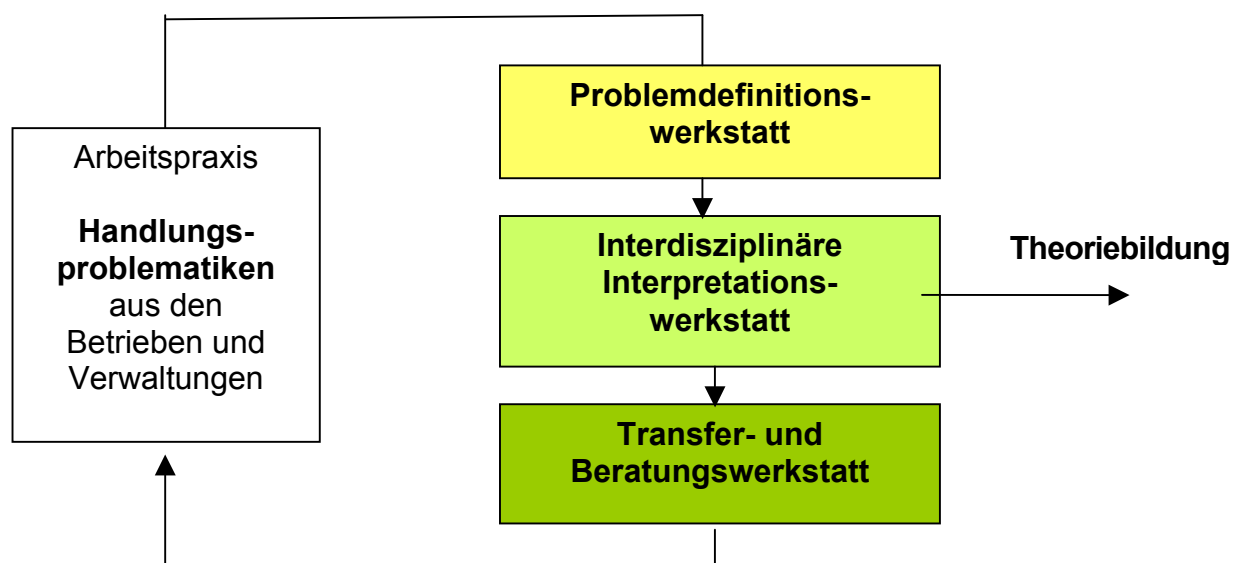 Arbeitspraxis
Handlungs-
problematiken
aus den
Betrieben und
Verwaltungen
Problemdefinitions-
werkstatt
Interdisziplinäre
Interpretations-
werkstatt
Theoriebildung
Transfer- und
Beratungswerkstatt